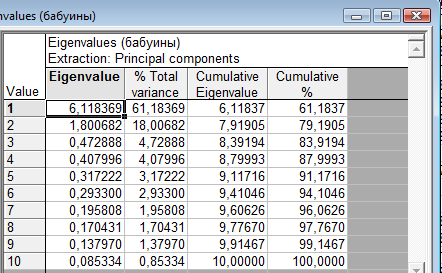 nvalues (бабуины)
Eigenvalues (бабуины)
Extraction: Principal components
Value Eigenvalue % Total variance Cumulative Eigenvalue Cumulative %
1 6,118369 61,18369 6,11837 61,1837
2 1,800682 18,00682 7,91905 79,1905
3 0,472888 4,72888 8,39194 83,9194
4 0,407996 4,07996 8,79993 87,9993
5 0,317222 3,17222 9,11716 91,1716
6 0,293300 2,93300 9,41046 94,1046
7 0,195808 1,95808 9,60626 96,0626
8 0,170431 1,70431 9,77670 97,7670
9 0,137970 1,37970 9,91467 99,1467
10 0,085334 0,85334 10,00000 100,0000